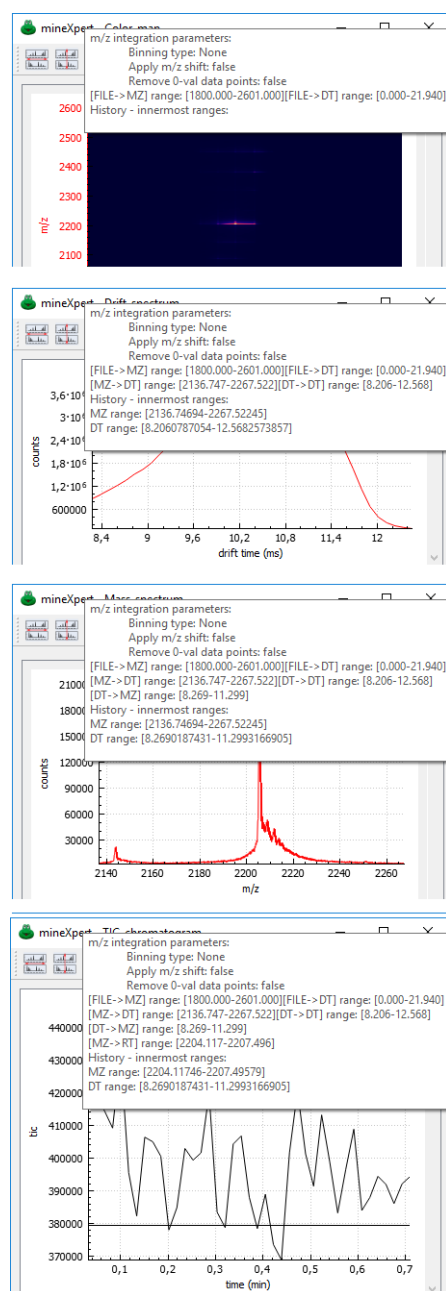 mineXpert - Color-map
m/z integration parameters:
Binning type: None
Apply m/z shift: false
Remove 0-val data points: false
[FILE->MZ] range: [1800.000-2601.000][FILE->DT] range: [0.000-21.940]
History - innermost ranges:
2600
2500
2400
2300
2200
2100
m/z
mineXpert - Drift spectrum
m/z integration parameters:
Binning type: None
Apply m/z shift: false
Remove 0-val data points: false
[FILE->MZ] range: [1800.000-2601.000][FILE->DT] range: [0.000-21.940]
[MZ->DT] range: [2136.747-2267.522][DT->DT] range: [8.206-12.568]
History - innermost ranges:
MZ range: [2136.74694-2267.52245]
DT range: [8.2060787054-12.5682573857]
3,6·10⁶
3·10⁶
2,4·10⁶
1,8·10⁶
1,2·10⁶
600000
counts
8,4 9 9,6 10,2 10,8 11,4 12
drift time (ms)
mineXpert - Mass spectrum
m/z integration parameters:
Binning type: None
Apply m/z shift: false
Remove 0-val data points: false
[FILE->MZ] range: [1800.000-2601.000][FILE->DT] range: [0.000-21.940]
[MZ->DT] range: [2136.747-2267.522][DT->DT] range: [8.206-12.568]
[DT->MZ] range: [8.269-11.299]
History - innermost ranges:
MZ range: [2136.74694-2267.52245]
DT range: [8.2690187431-11.2993166905]
21000
18000
15000
120000
90000
60000
30000
counts
2140 2160 2180 2200 2220 2240 2260
m/z
mineXpert - TIC chromatogram
m/z integration parameters:
Binning type: None
Apply m/z shift: false
Remove 0-val data points: false
[FILE->MZ] range: [1800.000-2601.000][FILE->DT] range: [0.000-21.940]
[MZ->DT] range: [2136.747-2267.522][DT->DT] range: [8.206-12.568]
[DT->MZ] range: [8.269-11.299]
[MZ->RT] range: [2204.117-2207.496]
History - innermost ranges:
MZ range: [2204.11746-2207.49579]
DT range: [8.2690187431-11.2993166905]
440000
430000
420000
410000
400000
390000
380000
370000
tic
0,1 0,2 0,3 0,4 0,5 0,6 0,7
time (min)